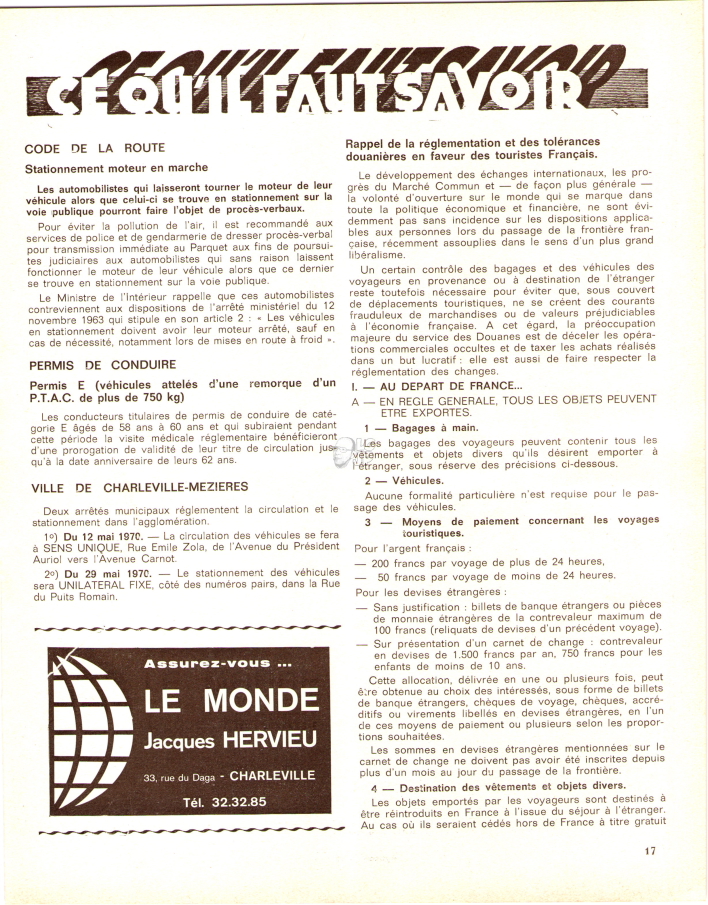 CE QU'IL FAUT SAVOIR
CODE DE LA ROUTE
Stationnement moteur en marche
Les automobilistes qui laisseront tourner le moteur de leur
véhicule alors que celui-ci se trouve en stationnement sur la
voie publique pourront faire l'objet de procès-verbaux.
Pour éviter la pollution de l'air, il est recommandé aux
services de police et de gendarmerie de dresser procès-verbal
pour transmission immédiate au Parquet aux fins de poursui-
tes judiciaires aux automobilistes qui sans raison laissent
fonctionner le moteur de leur véhicule alors que ce dernier
se trouve en stationnement sur la voie publique.
Le Ministre de l'Intérieur rappelle que ces automobilistes
contreviennent aux dispositions de l'arrêté ministériel du 12
novembre 1963 qui stipule en son article 2 : « Les véhicules
en stationnement doivent avoir leur moteur arrêté, sauf en
cas de nécessité, notamment lors de mises en route à froid ».
PERMIS DE CONDUIRE
Permis E (véhicules attelés d'une remorque d'un
P.T.A.C. de plus de 750 kg)
Les conducteurs titulaires de permis de conduire de caté-
gorie E âgés de 58 ans à 60 ans et qui subiraient pendant
cette période la visite médicale réglementaire bénéficieront
d'une prorogation de validité de leur titre de circulation jus-
qu'à la date anniversaire de leurs 62 ans.
VILLE DE CHARLEVILLE-MEZIERES
Deux arrêtés municipaux réglementent la circulation et le
stationnement dans l'agglomération.
1º) Du 12 mai 1970. — La circulation des véhicules se fera
à SENS UNIQUE, Rue Emile Zola, de l'Avenue du Président
Auriol vers l'Avenue Carnot.
2º) Du 29 mai 1970. — Le stationnement des véhicules
sera UNILATERAL FIXE, côté des numéros pairs, dans la Rue
du Puits Romain.
Assurez-vous ...
LE MONDE
Jacques HERVIEU
33, rue du Daga - CHARLEVILLE
Tél. 32.32.85
Rappel de la réglementation et des tolérances
douanières en faveur des touristes Français.
Le développement des échanges internationaux, les pro-
grès du Marché Commun et — de façon plus générale —
la volonté d'ouverture sur le monde qui se marque dans
toute la politique économique et financière, ne sont évi-
demment pas sans incidence sur les dispositions applica-
bles aux personnes lors du passage de la frontière fran-
çaise, récemment assouplies dans le sens d'un plus grand
libéralisme.
Un certain contrôle des bagages et des véhicules des
voyageurs en provenance ou à destination de l'étranger
reste toutefois nécessaire pour éviter que, sous couvert
de déplacements touristiques, ne se créent des courants
frauduleux de marchandises ou de valeurs préjudiciables
à l'économie française. A cet égard, la préoccupation
majeure du service des Douanes est de déceler les opéra-
tions commerciales occultes et de taxer les achats réalisés
dans un but lucratif : elle est aussi de faire respecter la
réglementation des changes.
I. — AU DEPART DE FRANCE...
A — EN REGLE GENERALE, TOUS LES OBJETS PEUVENT
ETRE EXPORTES.
1 — Bagages à main.
Les bagages des voyageurs peuvent contenir tous les
vêtements et objets divers qu'ils désirent emporter à
l'étranger, sous réserve des précisions ci-dessous.
2 — Véhicules.
Aucune formalité particulière n'est requise pour le pas-
sage des véhicules.
3 — Moyens de paiement concernant les voyages
touristiques.
Pour l'argent français :
— 200 francs par voyage de plus de 24 heures,
— 50 francs par voyage de moins de 24 heures.
Pour les devises étrangères :
— Sans justification : billets de banque étrangers ou pièces
de monnaie étrangères de la contrevaleur maximum de
100 francs (reliquats de devises d'un précédent voyage).
— Sur présentation d'un carnet de change : contrevaleur
en devises de 1.500 francs par an, 750 francs pour les
enfants de moins de 10 ans.
Cette allocation, délivrée en une ou plusieurs fois, peut
être obtenue au choix des intéressés, sous forme de billets
de banque étrangers, chèques de voyage, chèques, accré-
ditifs ou virements libellés en devises étrangères, en l'un
de ces moyens de paiement ou plusieurs selon les propor-
tions souhaitées.
Les sommes en devises étrangères mentionnées sur le
carnet de change ne doivent pas avoir été inscrites depuis
plus d'un mois au jour du passage de la frontière.
4 — Destination des vêtements et objets divers.
Les objets emportés par les voyageurs sont destinés à
être réintroduits en France à l'issue du séjour à l'étranger.
Au cas où ils seraient cédés hors de France à titre gratuit
17